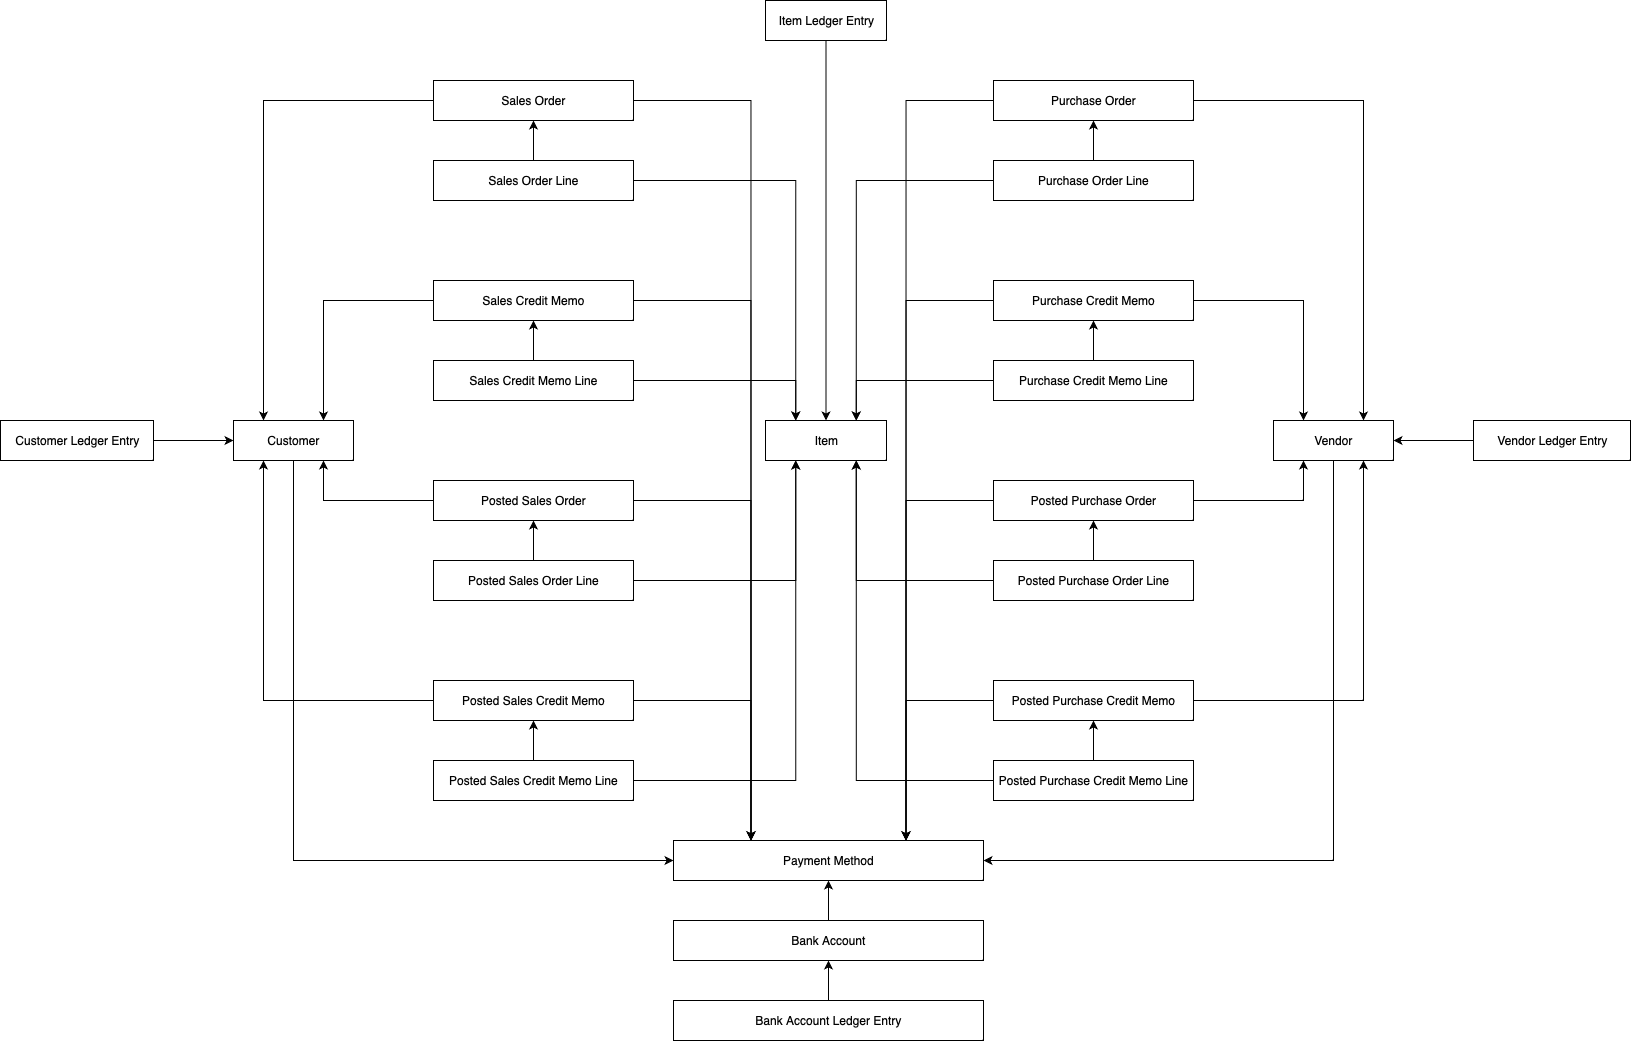 Item Ledger Entry
Sales Order
Purchase Order
Sales Order Line
Purchase Order Line
Sales Credit Memo
Purchase Credit Memo
Sales Credit Memo Line
Purchase Credit Memo Line
Customer Ledger Entry
Customer
Item
Vendor
Vendor Ledger Entry
Posted Sales Order
Posted Purchase Order
Posted Sales Order Line
Posted Purchase Order Line
Posted Sales Credit Memo
Posted Purchase Credit Memo
Posted Sales Credit Memo Line
Posted Purchase Credit Memo Line
Payment Method
Bank Account
Bank Account Ledger Entry